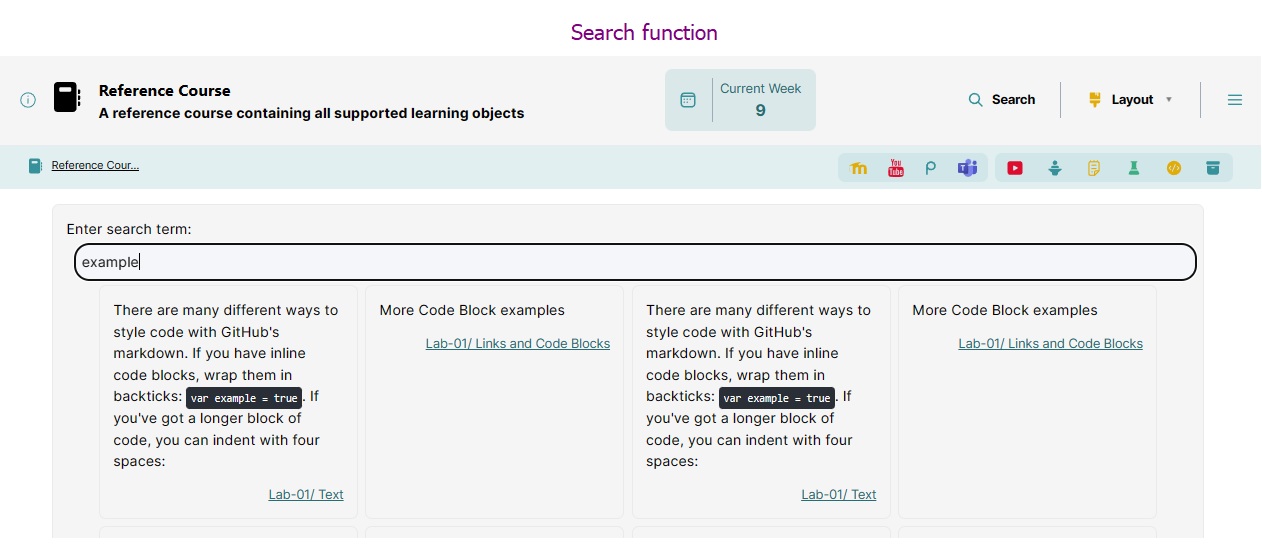 Search function
Reference Course
A reference course containing all supported learning objects
Current Week
9
Search
Layout
Reference Cour...
You
Tube
Enter search term:
example
There are many different ways to
style code with GitHub's
markdown. If you have inline
code blocks, wrap them in
backticks: var example = true. If
you've got a longer block of
code, you can indent with four
spaces:
Lab-01/ Text
More Code Block examples
Lab-01/ Links and Code Blocks
There are many different ways to
style code with GitHub's
markdown. If you have inline
code blocks, wrap them in
backticks: var example = true. If
you've got a longer block of
code, you can indent with four
spaces:
Lab-01/ Text
More Code Block examples
Lab-01/ Links and Code Blocks